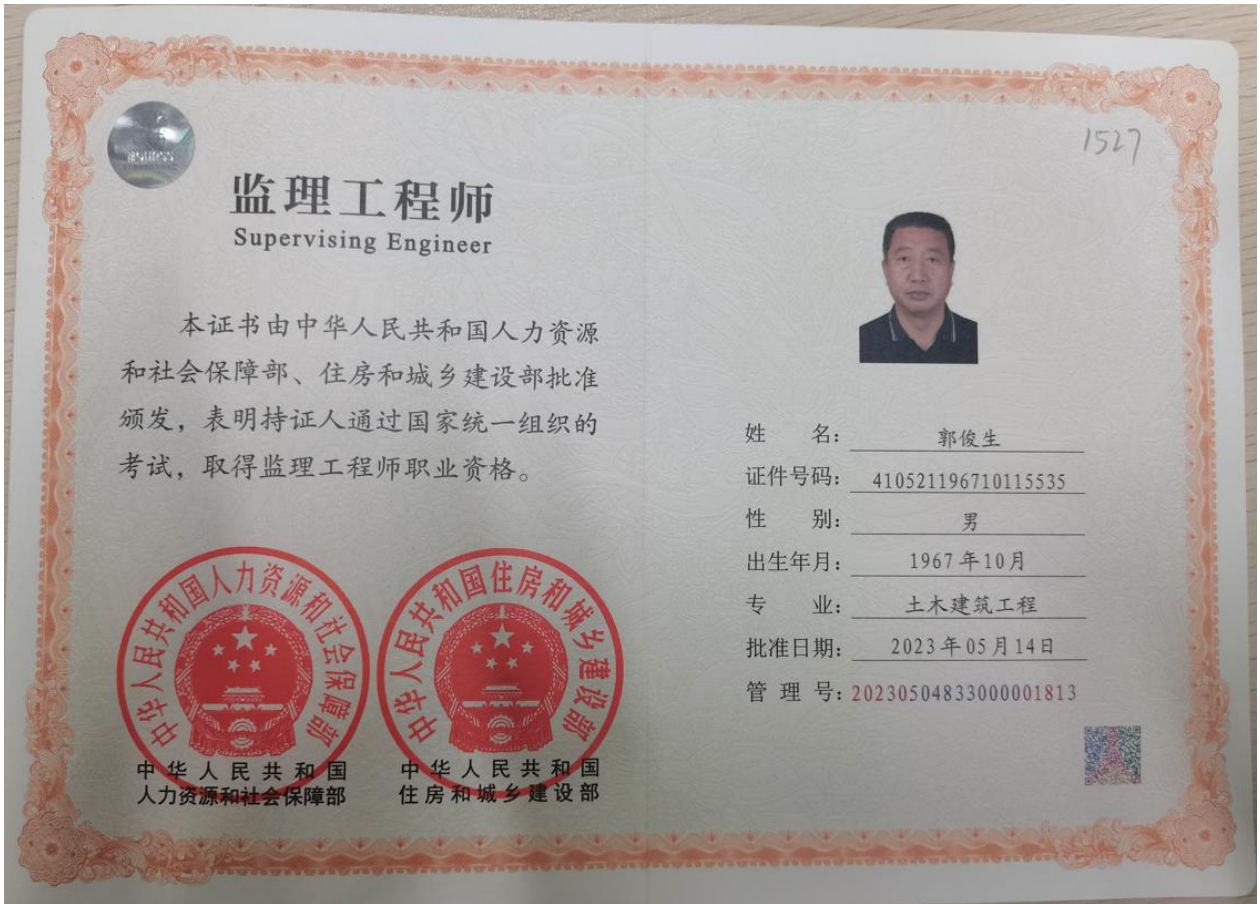 监理工程师
Supervising Engineer
本证书由中华人民共和国人力资源
和社会保障部、住房和城乡建设部批准
颁发，表明持证人通过国家统一组织的
考试，取得监理工程师职业资格。
中华人民共和国人力资源和社会保障部
中华人民共和国住房和城乡建设部
中华人民共和国
人力资源和社会保障部
中华人民共和国
住房和城乡建设部
1527
姓 名： 郭俊生
证件号码： 410521196710115535
性 别： 男
出生年月： 1967年10月
专 业： 土木建筑工程
批准日期： 2023年05月14日
管 理 号：20230504833000001813